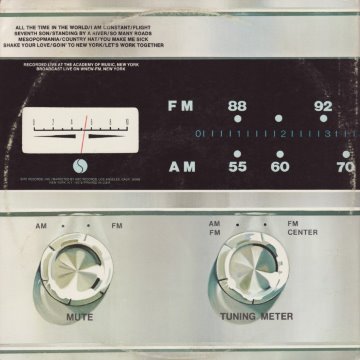 ALL THE TIME IN THE WORLD/I AM CONSTANT/FLIGHT
SEVENTH SON/STANDING BY A RIVER/SO MANY ROADS
MESOPOPMANIA/COUNTRY HAT/YOU MAKE ME SICK
SHAKE YOUR LOVE/GOIN' TO NEW YORK/LET'S WORK TOGETHER
RECORDED LIVE AT THE ACADEMY OF MUSIC, NEW YORK
BROADCAST LIVE ON WNEW-FM, NEW YORK
FM 88 92
0 1 2 3
AM 55 60 70
AM FM
MUTE
AM
FM
FM
CENTER
TUNING METER